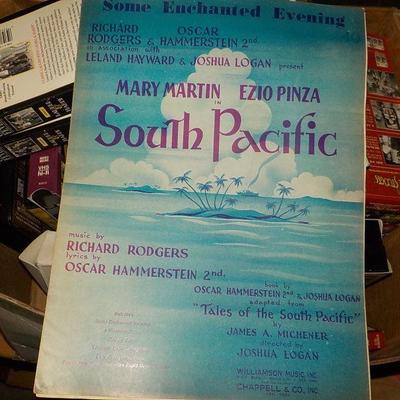 Some Enchanted Evening
RICHARD OSCAR
RODGERS & HAMMERSTEIN 2nd.
in association with
LELAND HAYWARD & JOSHUA LOGAN present
MARY MARTIN EZIO PINZA
IN
South Pacific
music by
RICHARD RODGERS
lyrics by
OSCAR HAMMERSTEIN 2nd.
book by
OSCAR HAMMERSTEIN 2nd. & JOSHUA LOGAN
adapted from
"Tales of the South Pacific"
by
JAMES A. MICHENER
directed by
JOSHUA LOGAN
Some Enchanted Evening
WILLIAMSON MUSIC INC.
CHAPPELL & CO., INC.